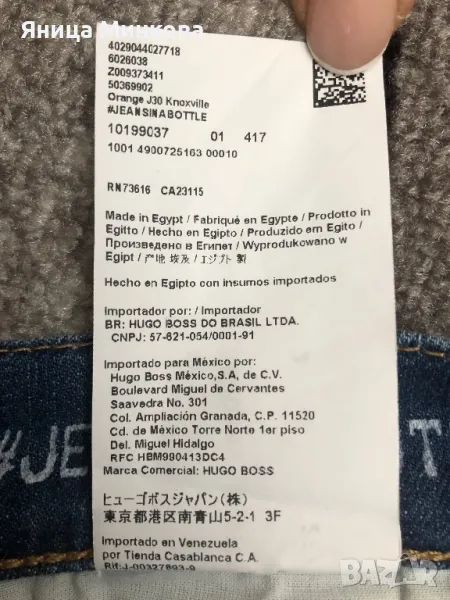 Яница Минкова
4029044027718
6026038
Z009373411
50369902
Orange J30 Knoxville
#JEANSINABOTTLE
10199037 01 417
1001 4900725163 00010
RN73616 CA23115
Made in Egypt / Fabriqué en Egypte / Prodotto in
Egitto / Hecho en Egipto / Produzido em Egito /
Произведено в Египет / Wyprodukowano w
Egipt / 产地 埃及 / エジプト 製
Hecho en Egipto con insumos importados
Importador por: / Importador
BR: HUGO BOSS DO BRASIL LTDA.
CNPJ: 57-621-054/0001-91
Importado para México por:
Hugo Boss México,S.A, de C.V.
Boulevard Miguel de Cervantes
Saavedra No. 301
Col. Ampliación Granada, C.P. 11520
Cd. de México Torre Norte 1er piso
Del. Miguel Hidalgo
RFC HBM990413DC4
Marca Comercial: HUGO BOSS
#JE
T
ヒューゴボスジャパン(株)
東京都港区南青山5-2-1 3F
Importado en Venezuela
por Tienda Casablanca C.A.
Rif:J-00327893-9
bazar